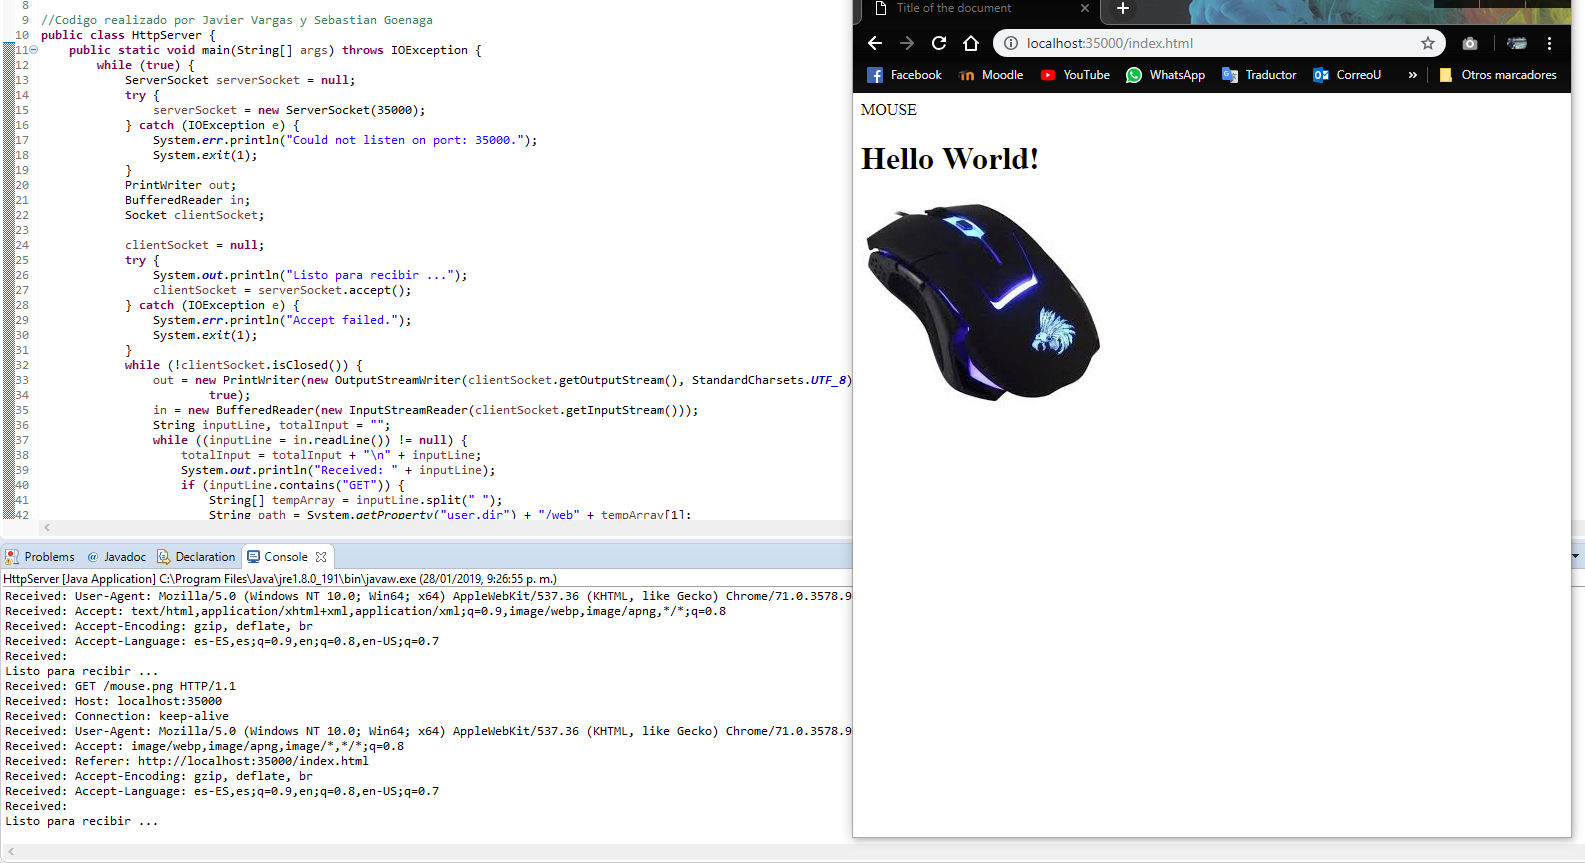 8
9 //Codigo realizado por Javier Vargas y Sebastian Goenaga
10 public class HttpServer {
11 public static void main(String[] args) throws IOException {
12 while (true) {
13 ServerSocket serverSocket = null;
14 try {
15 serverSocket = new ServerSocket(35000);
16 } catch (IOException e) {
17 System.err.println("Could not listen on port: 35000.");
18 System.exit(1);
19 }
20 PrintWriter out;
21 BufferedReader in;
22 Socket clientSocket;
23
24 clientSocket = null;
25 try {
26 System.out.println("Listo para recibir ...");
27 clientSocket = serverSocket.accept();
28 } catch (IOException e) {
29 System.err.println("Accept failed.");
30 System.exit(1);
31 }
32 while (!clientSocket.isClosed()) {
33 out = new PrintWriter(new OutputStreamWriter(clientSocket.getOutputStream(), StandardCharsets.UTF_8)
34 true);
35 in = new BufferedReader(new InputStreamReader(clientSocket.getInputStream()));
36 String inputLine, totalInput = "";
37 while ((inputLine = in.readLine()) != null) {
38 totalInput = totalInput + "\n" + inputLine;
39 System.out.println("Received: " + inputLine);
40 if (inputLine.contains("GET")) {
41 String[] tempArray = inputLine.split(" ");
42 String path = System.getProperty("user.dir") + "/web" + tempArray[1];
Problems @ Javadoc Declaration Console
HttpServer [Java Application] C:\Program Files\Java\jre1.8.0_191\bin\javaw.exe (28/01/2019, 9:26:55 p. m.)
Received: User-Agent: Mozilla/5.0 (Windows NT 10.0; Win64; x64) AppleWebKit/537.36 (KHTML, like Gecko) Chrome/71.0.3578.9
Received: Accept: text/html,application/xhtml+xml,application/xml;q=0.9,image/webp,image/apng,*/*;q=0.8
Received: Accept-Encoding: gzip, deflate, br
Received: Accept-Language: es-ES,es;q=0.9,en;q=0.8,en-US;q=0.7
Received:
Listo para recibir ...
Received: GET /mouse.png HTTP/1.1
Received: Host: localhost:35000
Received: Connection: keep-alive
Received: User-Agent: Mozilla/5.0 (Windows NT 10.0; Win64; x64) AppleWebKit/537.36 (KHTML, like Gecko) Chrome/71.0.3578.9
Received: Accept: image/webp,image/apng,image/*,*/*;q=0.8
Received: Referer: http://localhost:35000/index.html
Received: Accept-Encoding: gzip, deflate, br
Received: Accept-Language: es-ES,es;q=0.9,en;q=0.8,en-US;q=0.7
Received:
Listo para recibir ...
Title of the document
localhost:35000/index.html
Facebook Moodle YouTube WhatsApp Traductor CorreoU » Otros marcadores
MOUSE
Hello World!